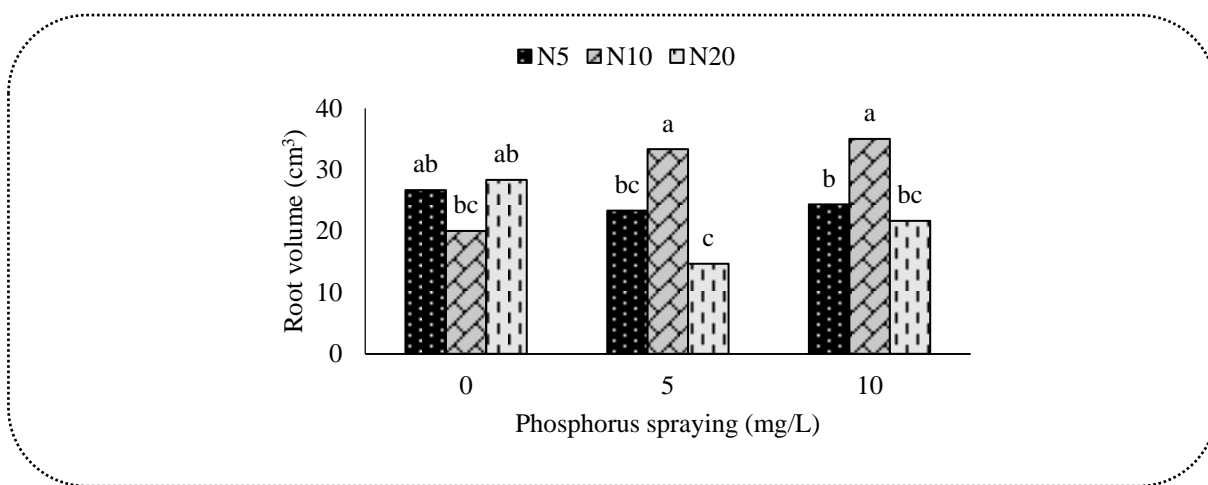 N5 N10 N20
40
30
20
10
0
Root volume (cm³)
ab
bc
ab
bc
a
c
b
a
bc
0 5 10
Phosphorus spraying (mg/L)